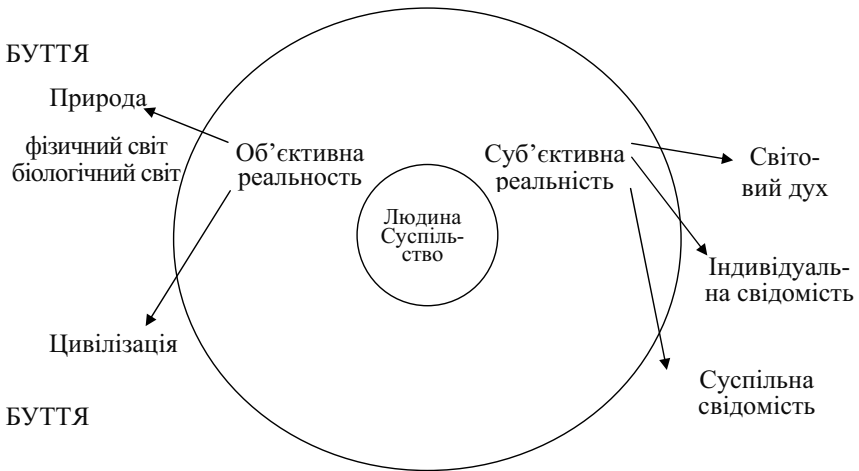 БУТТЯ
Природа
фізичний світ
біологічний світ
Об’єктивна
реальность
Людина
Суспіль-
ство
Суб’єктивна
реальність
Світо-
вий дух
Індивідуаль-
на свідомість
Цивілізація
Суспільна
свідомість
БУТТЯ